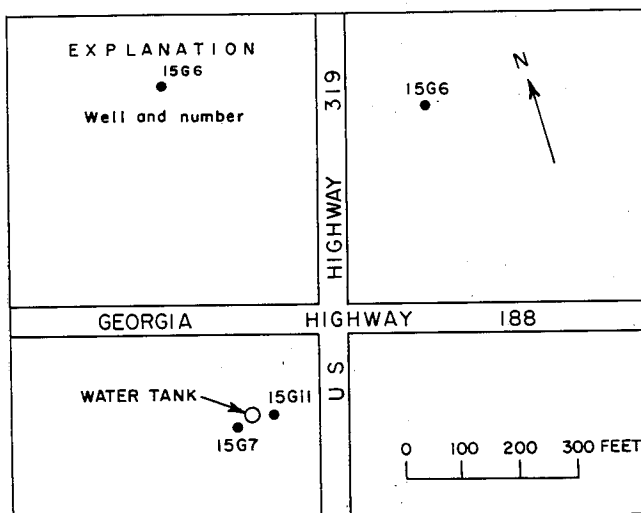 EXPLANATION
15G6
Well and number
US HIGHWAY 319
15G6
N
GEORGIA HIGHWAY 188
WATER TANK
15G11
15G7
0 100 200 300 FEET